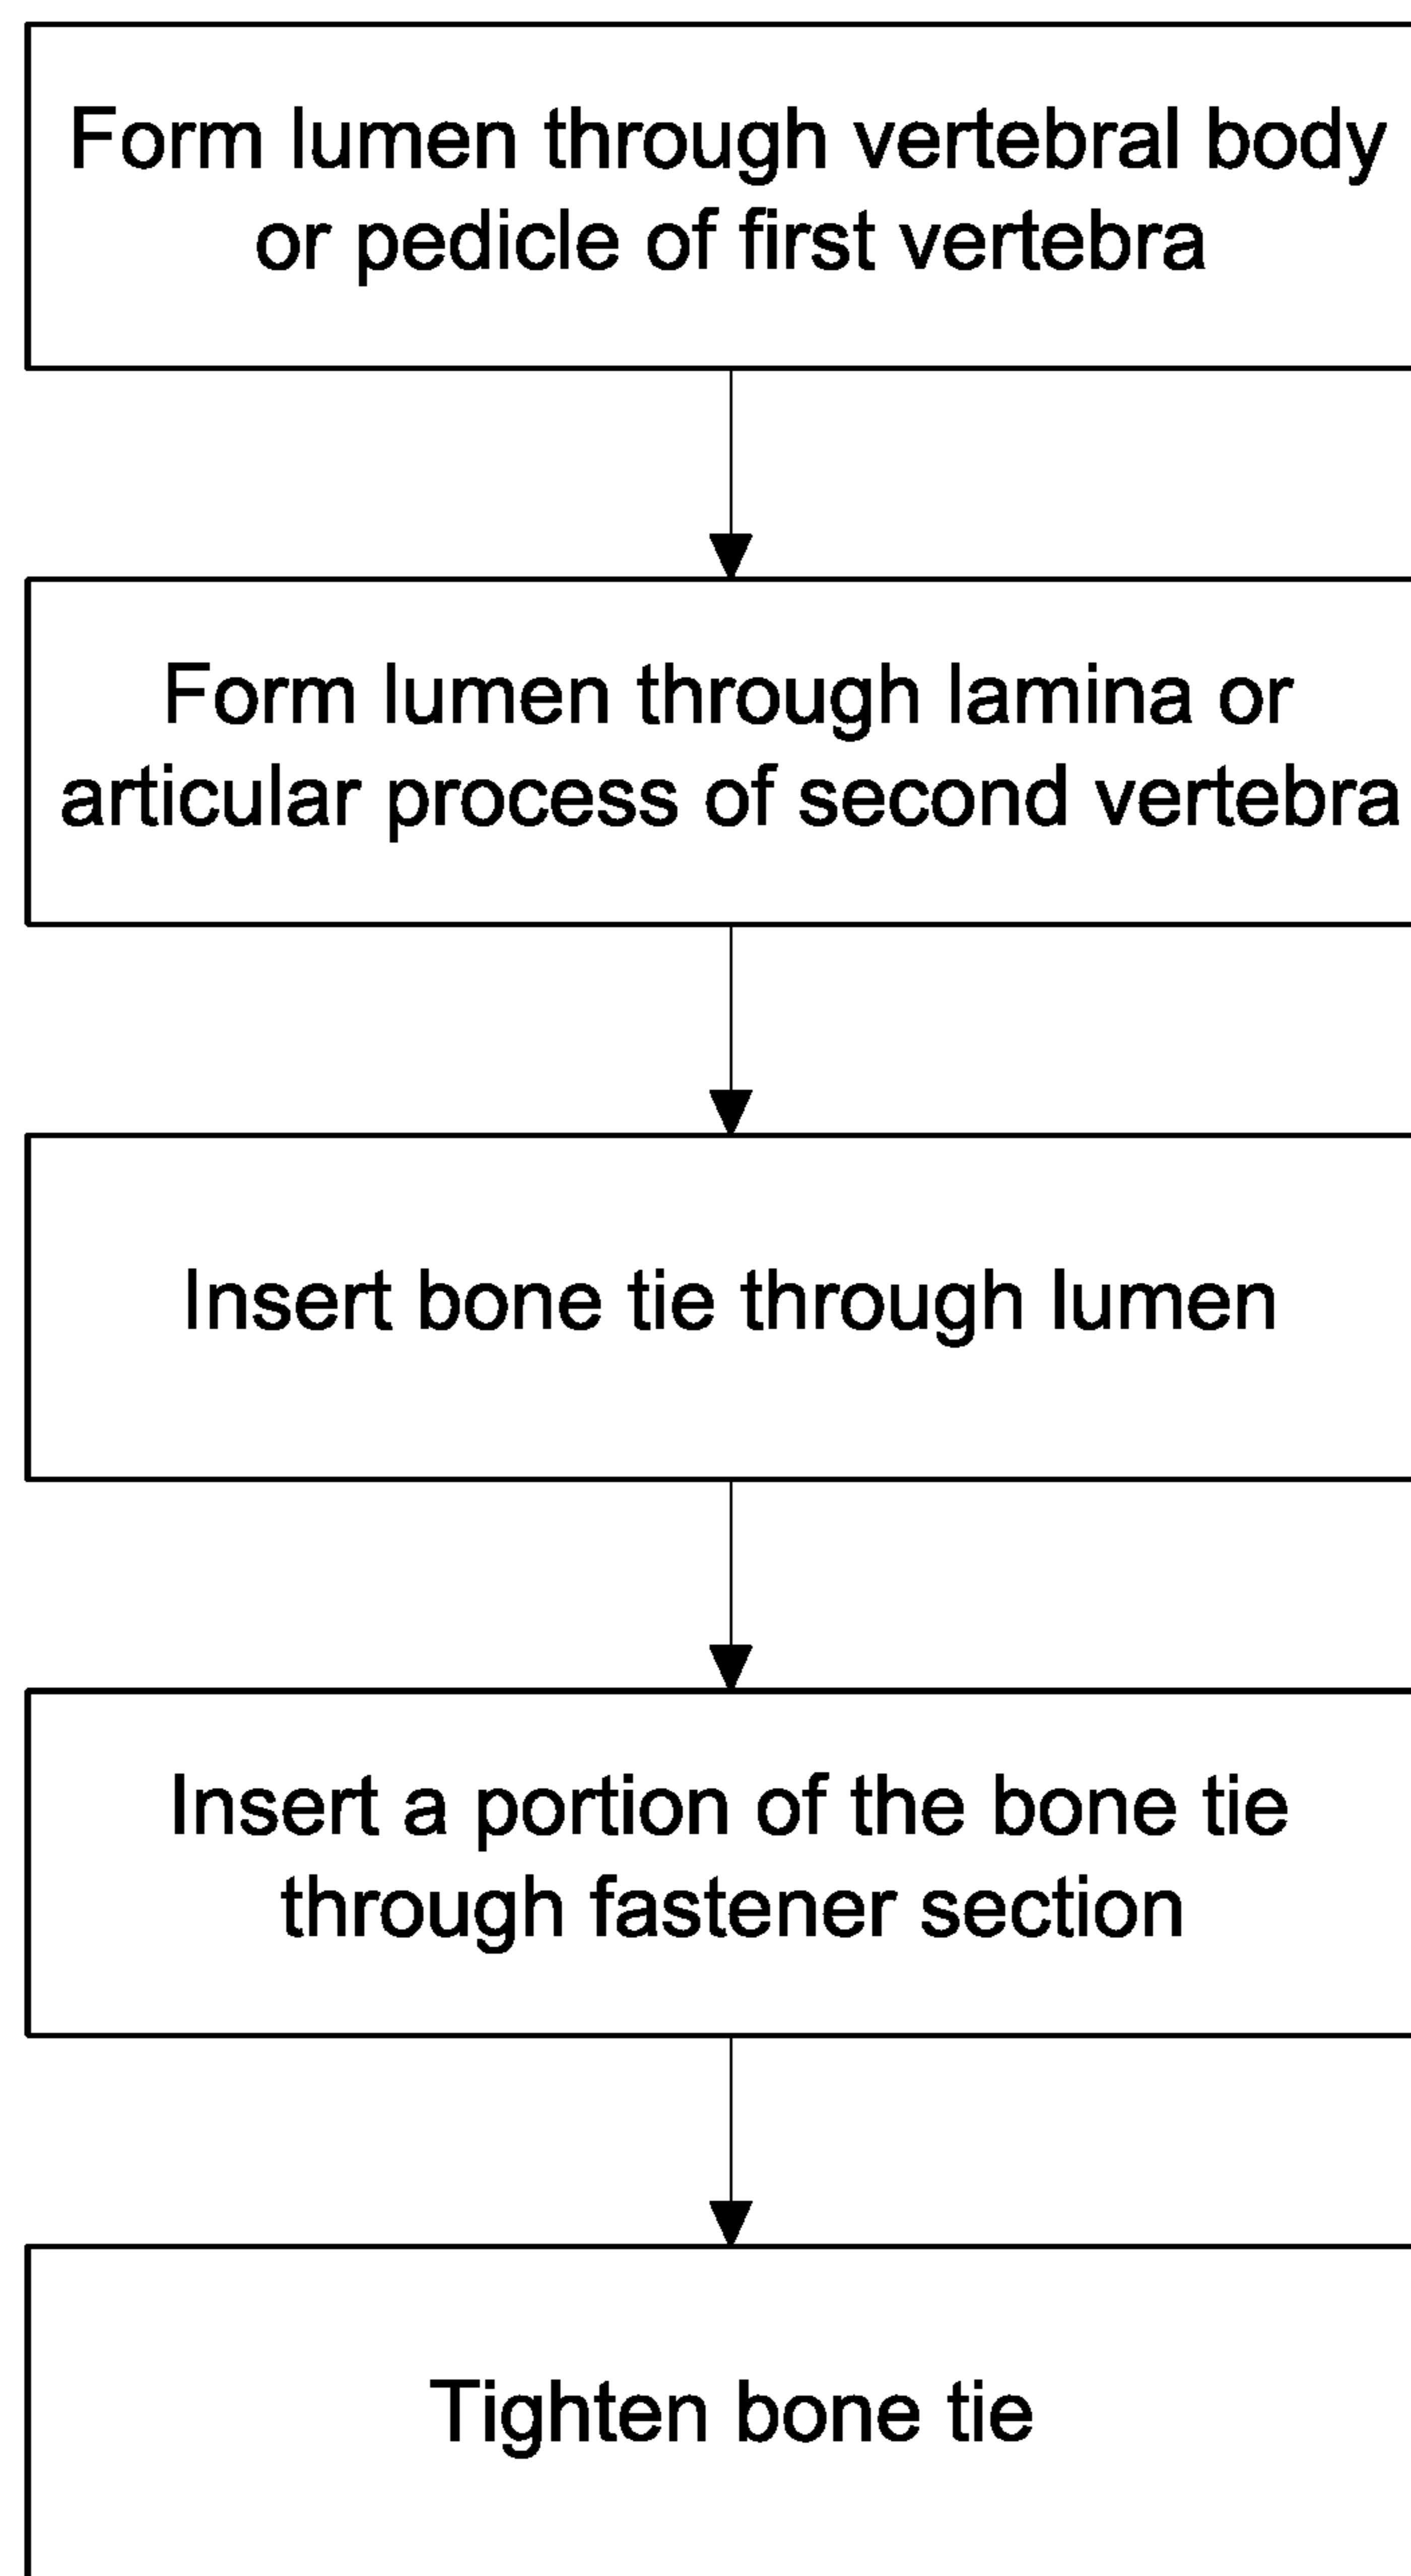 Form lumen through vertebral body
or pedicle of first vertebra
Form lumen through lamina or
articular process of second vertebra
Insert bone tie through lumen
Insert a portion of the bone tie
through fastener section
Tighten bone tie